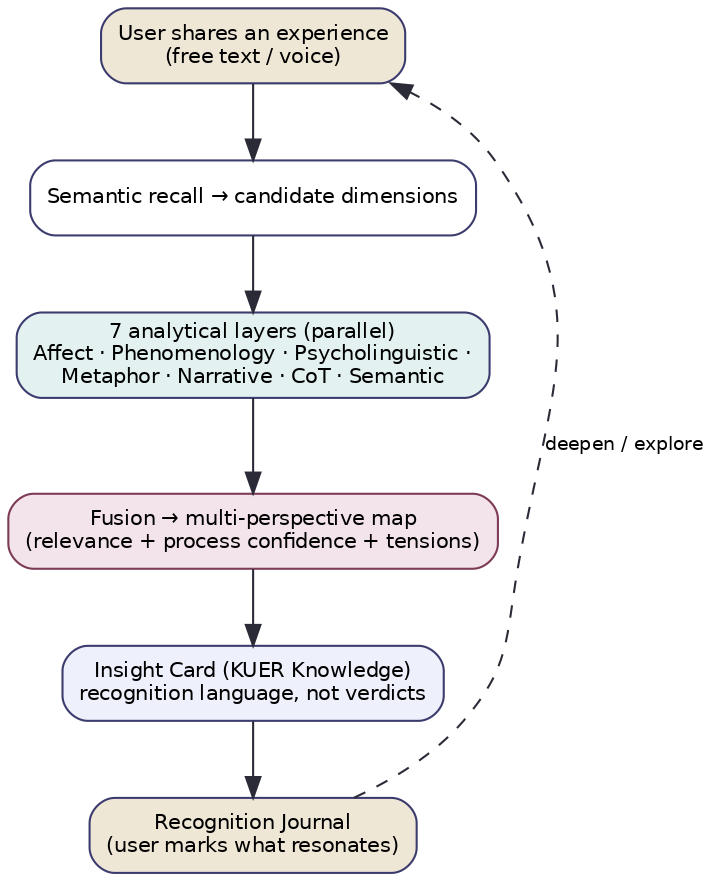 User shares an experience
(free text / voice)
Semantic recall → candidate dimensions
7 analytical layers (parallel)
Affect · Phenomenology · Psycholinguistic ·
Metaphor · Narrative · CoT · Semantic
deepen / explore
Fusion → multi-perspective map
(relevance + process confidence + tensions)
Insight Card (KUER Knowledge)
recognition language, not verdicts
Recognition Journal
(user marks what resonates)